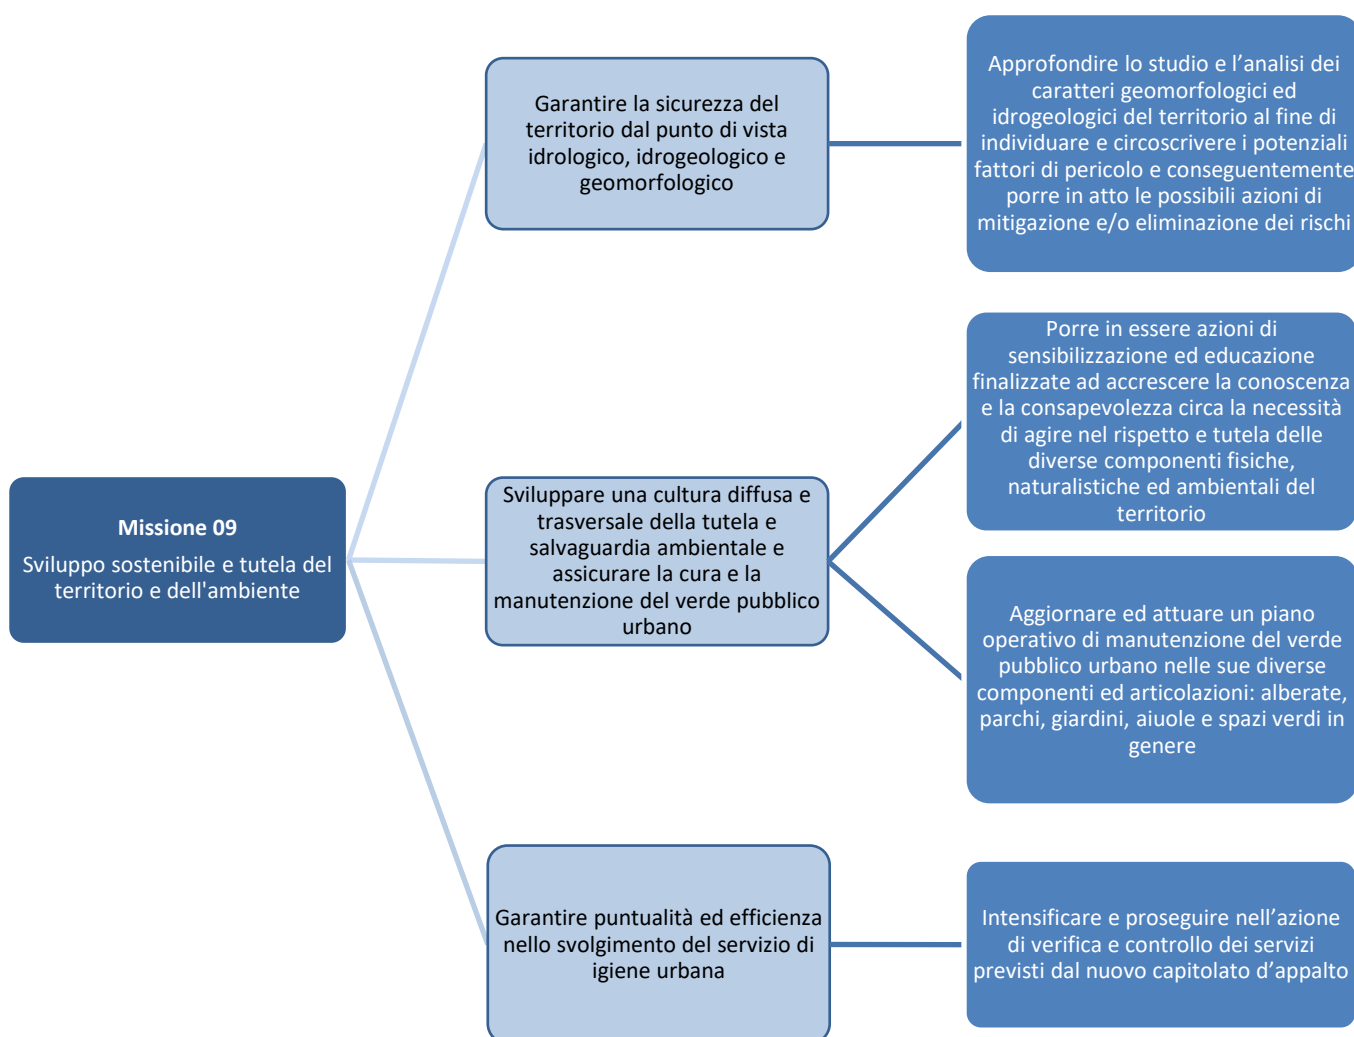 Missione 09
Sviluppo sostenibile e tutela del
territorio e dell'ambiente
Garantire la sicurezza del
territorio dal punto di vista
idrologico, idrogeologico e
geomorfologico
Approfondire lo studio e l’analisi dei
caratteri geomorfologici ed
idrogeologici del territorio al fine di
individuare e circoscrivere i potenziali
fattori di pericolo e conseguentemente
porre in atto le possibili azioni di
mitigazione e/o eliminazione dei rischi
Sviluppare una cultura diffusa e
trasversale della tutela e
salvaguardia ambientale e
assicurare la cura e la
manutenzione del verde pubblico
urbano
Porre in essere azioni di
sensibilizzazione ed educazione
finalizzate ad accrescere la conoscenza
e la consapevolezza circa la necessità
di agire nel rispetto e tutela delle
diverse componenti fisiche,
naturalistiche ed ambientali del
territorio
Aggiornare ed attuare un piano
operativo di manutenzione del verde
pubblico urbano nelle sue diverse
componenti ed articolazioni: alberate,
parchi, giardini, aiuole e spazi verdi in
genere
Garantire puntualità ed efficienza
nello svolgimento del servizio di
igiene urbana
Intensificare e proseguire nell’azione
di verifica e controllo dei servizi
previsti dal nuovo capitolato d’appalto